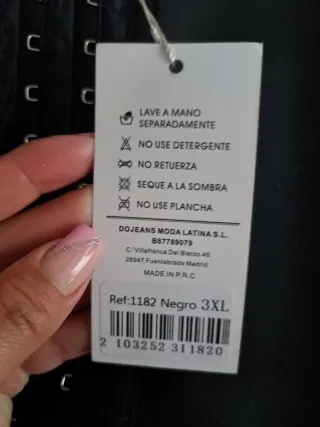 LAVE A MANO
SEPARADAMENTE
NO USE DETERGENTE
NO RETUERZA
SEQUE A LA SOMBRA
NO USE PLANCHA
DOJEANS MODA LATINA S.L.
B87789079
C/ Villafranca Del Bierzo 46
28947 Fuenlabrada Madrid
MADE IN P.R.C
Ref:1182 Negro 3XL
2 103252 311820